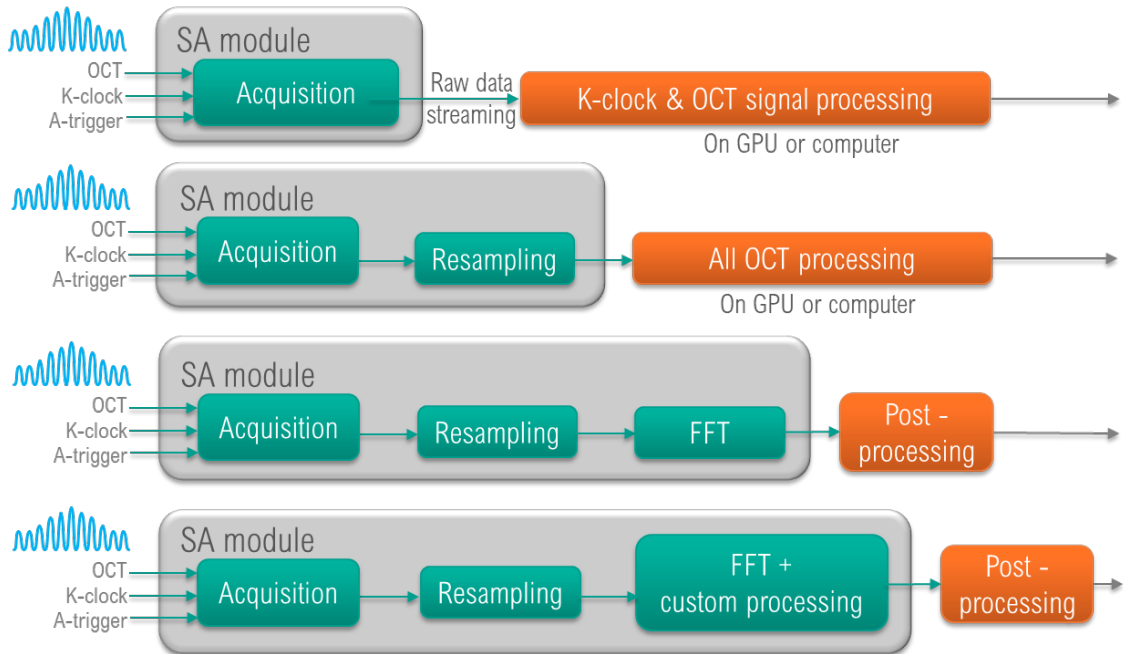 SA module
OCT
K-clock
A-trigger
Acquisition
Raw data
streaming
K-clock & OCT signal processing
On GPU or computer
SA module
OCT
K-clock
A-trigger
Acquisition
Resampling
All OCT processing
On GPU or computer
SA module
OCT
K-clock
A-trigger
Acquisition
Resampling
FFT
Post -
processing
SA module
OCT
K-clock
A-trigger
Acquisition
Resampling
FFT +
custom processing
Post -
processing